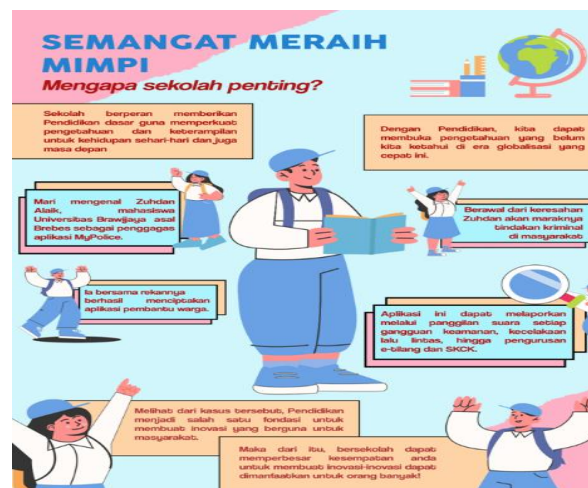 SEMANGAT MERAIH
MIMPI
Mengapa sekolah penting?
Sekolah berperan memberikan
Pendidikan dasar guna memperkuat
pengetahuan dan keterampilan
untuk kehidupan sehari-hari dan juga
masa depan
Dengan Pendidikan, kita dapat
membuka pengetahuan yang belum
kita ketahui di era globalisasi yang
cepat ini.
Mari mengenal Zuhdan
Alaik, mahasiswa
Universitas Brawijaya asal
Brebes sebagai penggagas
aplikasi MyPolice.
Berawal dari keresahan
Zuhdan akan maraknya
tindakan kriminal
di masyarakat
Ia bersama rekannya
berhasil menciptakan
aplikasi pembantu warga.
Aplikasi ini dapat melaporkan
melalui panggilan suara setiap
gangguan keamanan, kecelakaan
lalu lintas, hingga pengurusan
e-tilang dan SKCK.
Melihat dari kasus tersebut, Pendidikan
menjadi salah satu fondasi untuk
membuat inovasi yang berguna untuk
masyarakat.
Maka dari itu, bersekolah dapat
memperbesar kesempatan anda
untuk membuat inovasi-inovasi dapat
dimanfaatkan untuk orang banyak!